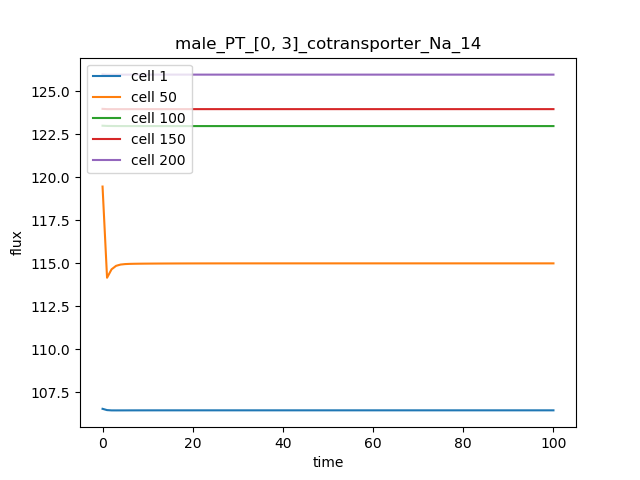 male_PT_[0, 3]_cotransporter_Na_14
cell 1
cell 50
cell 100
cell 150
cell 200
125.0
122.5
120.0
117.5
115.0
112.5
110.0
107.5
flux
0 20 40 60 80 100
time